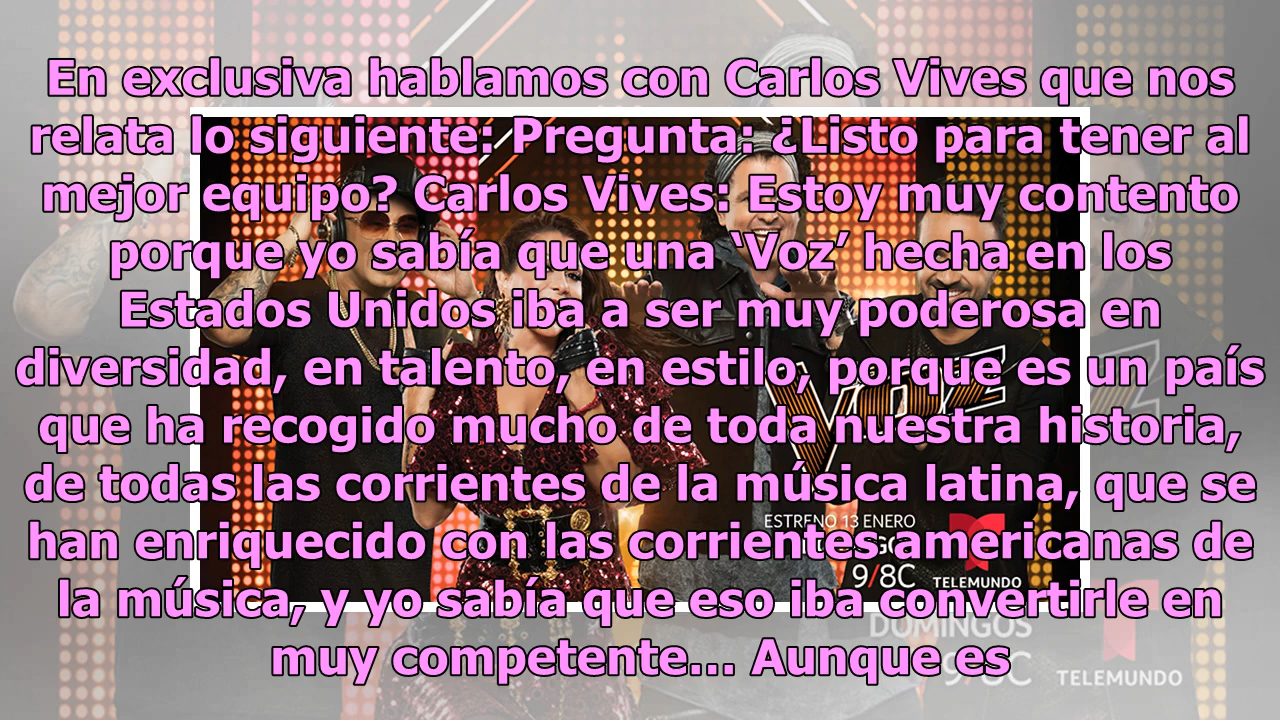 En exclusiva hablamos con Carlos Vives que nos
relata lo siguiente: Pregunta: ¿Listo para tener al
mejor equipo? Carlos Vives: Estoy muy contento
porque yo sabía que una ‘Voz’ hecha en los
Estados Unidos iba a ser muy poderosa en
diversidad, en talento, en estilo, porque es un país
que ha recogido mucho de toda nuestra historia,
de todas las corrientes de la música latina, que se
han enriquecido con las corrientes americanas de
la música, y yo sabía que eso iba convertirle en
muy competente... Aunque es
VOZ
ESTRENO 13 ENERO
9/8C
TELEMUNDO
DOMINGOS
9/8C
TELEMUNDO